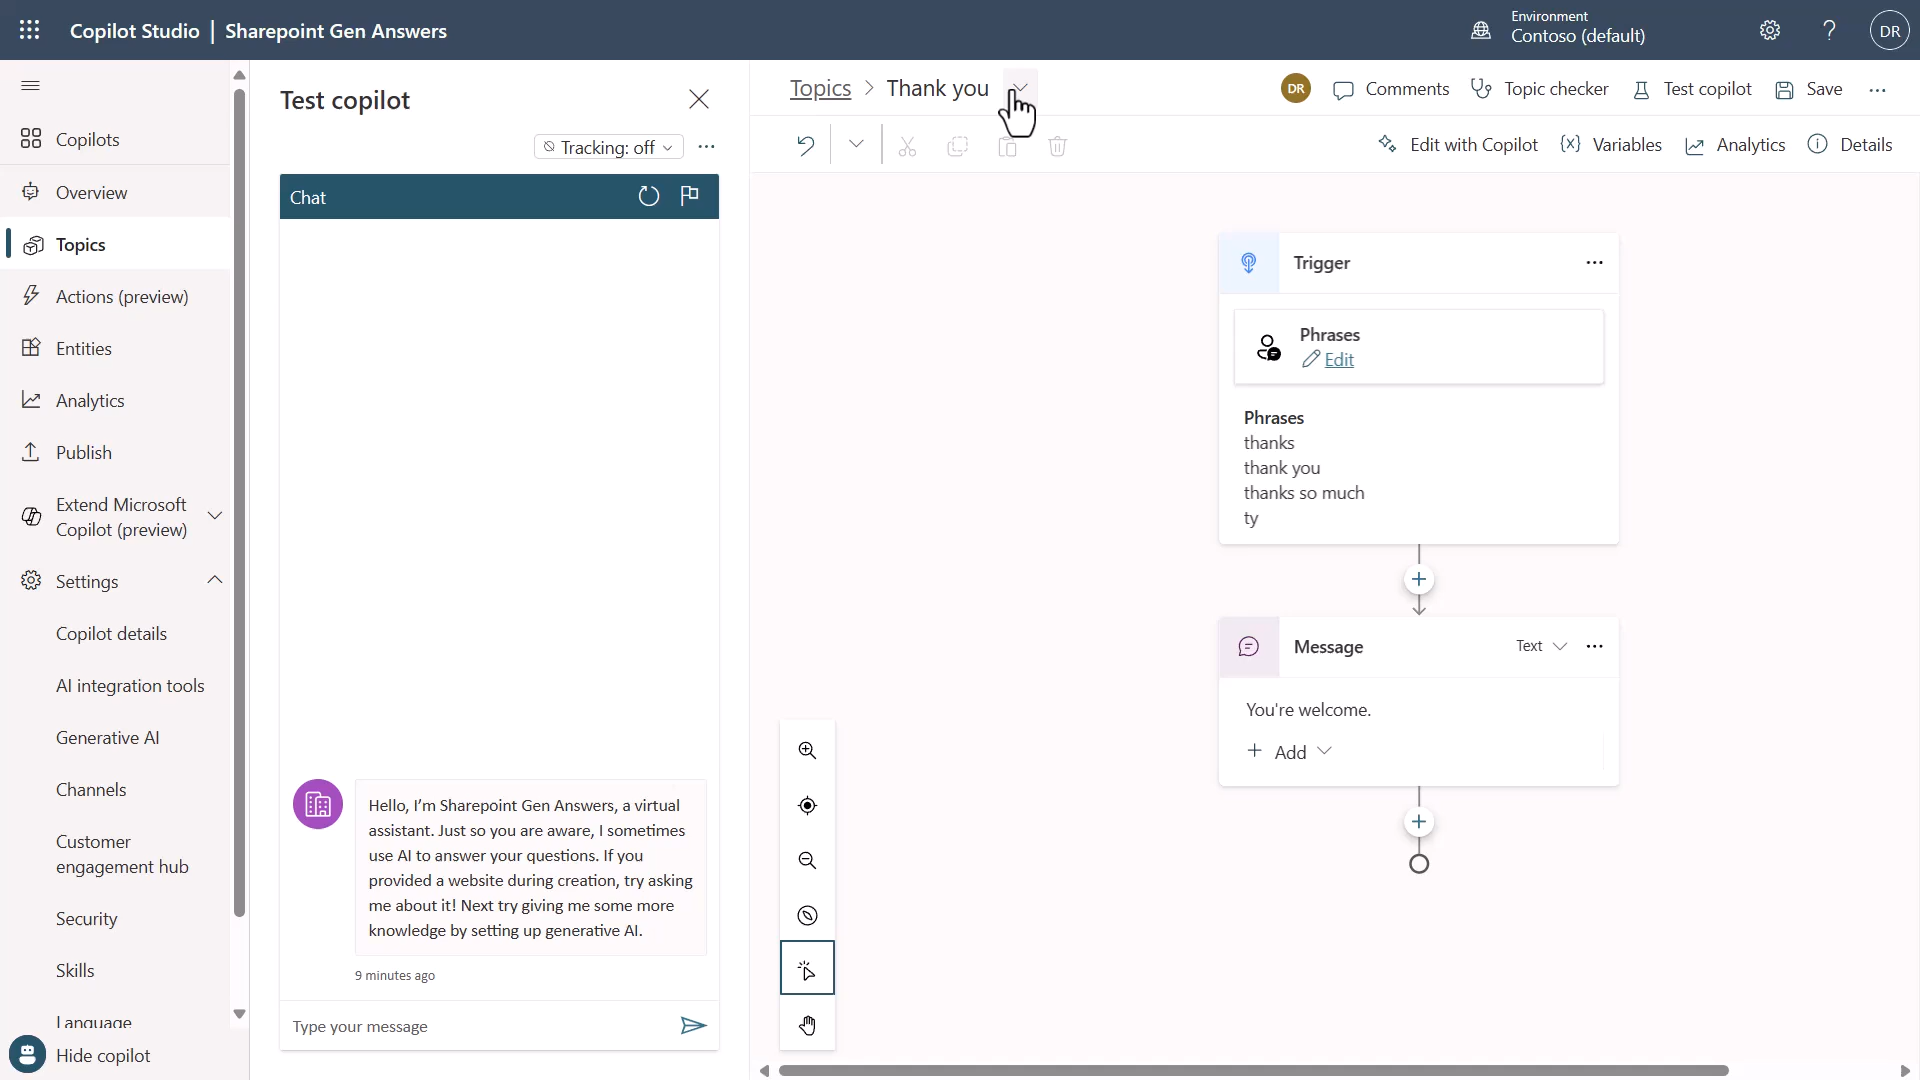 Copilot Studio | Sharepoint Gen Answers
Environment
Contoso (default)
DR
Copilots
Overview
Topics
Actions (preview)
Entities
Analytics
Publish
Extend Microsoft
Copilot (preview)
Settings
Copilot details
AI integration tools
Generative AI
Channels
Customer
engagement hub
Security
Skills
Language
Hide copilot
Test copilot
Tracking: off
Chat
Hello, I'm Sharepoint Gen Answers, a virtual
assistant. Just so you are aware, I sometimes
use AI to answer your questions. If you
provided a website during creation, try asking
me about it! Next try giving me some more
knowledge by setting up generative AI.
9 minutes ago
Type your message
Topics > Thank you
DR
Comments
Topic checker
Test copilot
Save
Edit with Copilot
{x} Variables
Analytics
Details
Trigger
Phrases
Edit
Phrases
thanks
thank you
thanks so much
ty
Message
Text
You're welcome.
+ Add